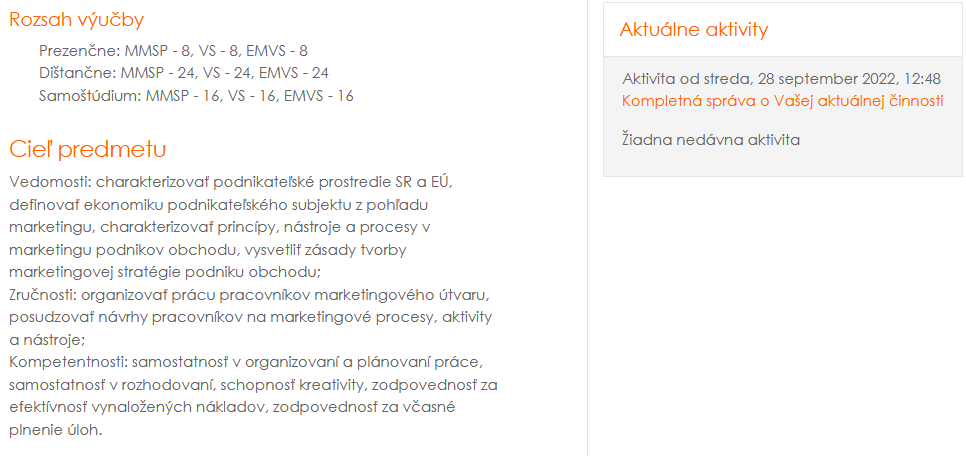 Rozsah výučby
Prezenčne: MMSP - 8, VS - 8, EMVS - 8
Dištančne: MMSP - 24, VS - 24, EMVS - 24
Samoštúdium: MMSP - 16, VS - 16, EMVS - 16
Cieľ predmetu
Vedomosti: charakterizovať podnikateľské prostredie SR a EÚ,
definovať ekonomiku podnikateľského subjektu z pohľadu
marketingu, charakterizovať princípy, nástroje a procesy v
marketingu podnikov obchodu, vysvetliť zásady tvorby
marketingovej stratégie podniku obchodu;
Zručnosti: organizovať prácu pracovníkov marketingového útvaru,
posudzovať návrhy pracovníkov na marketingové procesy, aktivity
a nástroje;
Kompetentnosti: samostatnosť v organizovaní a plánovaní práce,
samostatnosť v rozhodovaní, schopnosť kreativity, zodpovednosť za
efektívnosť vynaložených nákladov, zodpovednosť za včasné
plnenie úloh.
Aktuálne aktivity
Aktivita od streda, 28 september 2022, 12:48
Kompletná správa o Vašej aktuálnej činnosti
Žiadna nedávna aktivita